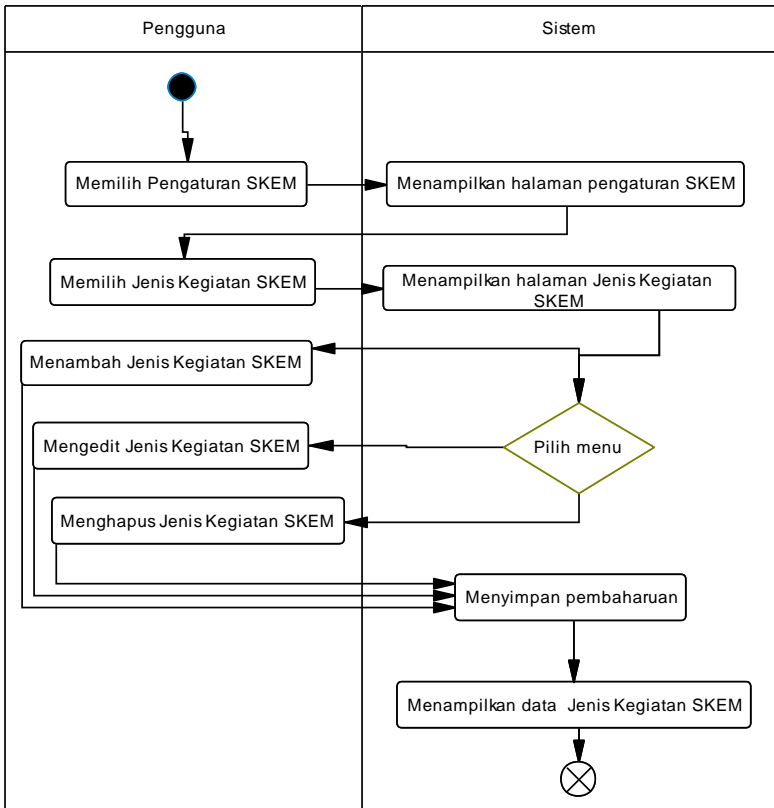 Pengguna
Sistem
Memilih Pengaturan SKEM
Menampilkan halaman pengaturan SKEM
Memilih Jenis Kegiatan SKEM
Menampilkan halaman Jenis Kegiatan
SKEM
Menambah Jenis Kegiatan SKEM
Pilih menu
Mengedit Jenis Kegiatan SKEM
Menghapus Jenis Kegiatan SKEM
Menyimpan pembaharuan
Menampilkan data Jenis Kegiatan SKEM